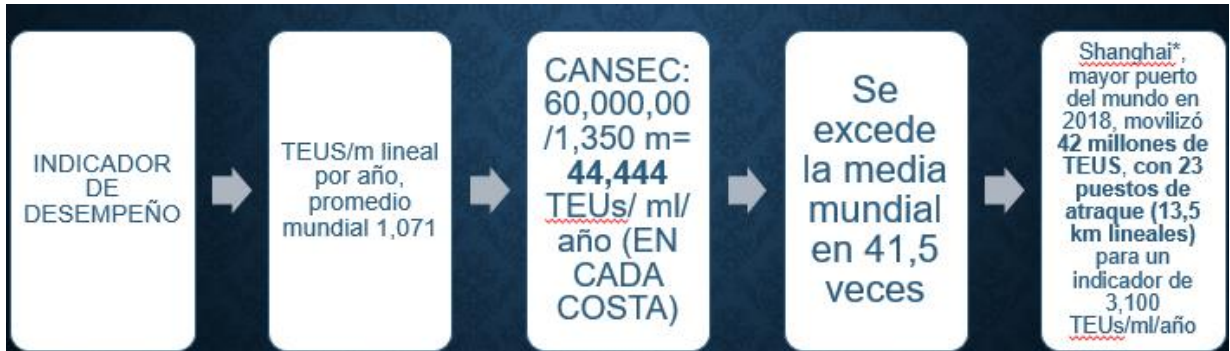 INDICADOR
DE
DESEMPEÑO
TEUS/m lineal
por año,
promedio
mundial 1,071
CANSEC:
60,000,00
/1,350 m=
44,444
TEUs/ ml/
año (EN
CADA
COSTA)
Se
excede
la media
mundial
en 41,5
veces
Shanghai*,
mayor puerto
del mundo en
2018, movilizó
42 millones de
TEUS, con 23
puestos de
atraque (13,5
km lineales)
para un
indicador de
3,100
TEUs/ml/año